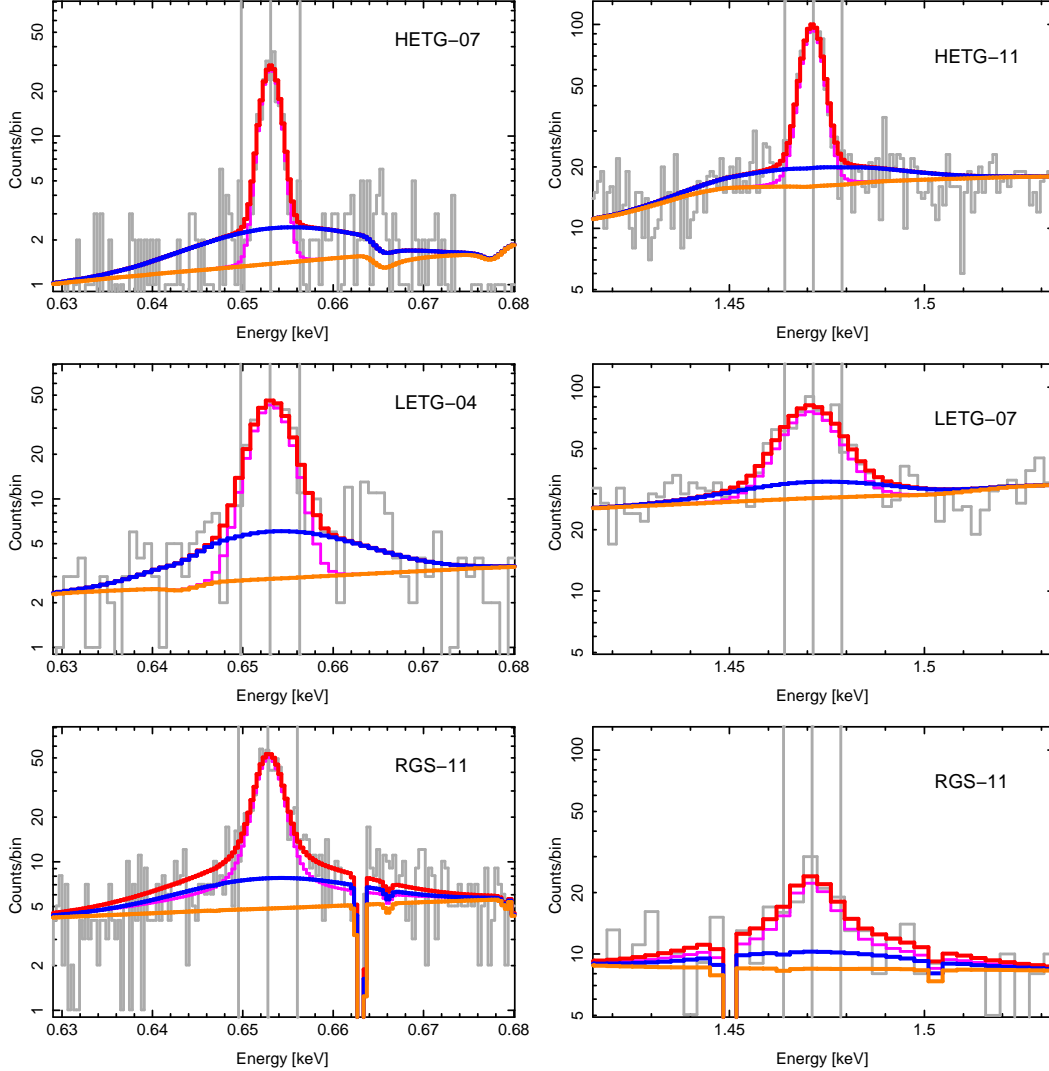 HETG−07
Counts/bin
1 2 5 10 20 50
0.63 0.64 0.65 0.66 0.67 0.68
Energy [keV]
HETG−11
Counts/bin
5 10 50 100
1.45 1.5
Energy [keV]
LETG−04
Counts/bin
1 2 5 10 20 50
0.63 0.64 0.65 0.66 0.67 0.68
Energy [keV]
LETG−07
Counts/bin
5 10 50 100
1.45 1.5
Energy [keV]
RGS−11
Counts/bin
1 2 5 10 20 50
0.63 0.64 0.65 0.66 0.67 0.68
Energy [keV]
RGS−11
Counts/bin
5 10 50 100
1.45 1.5
Energy [keV]